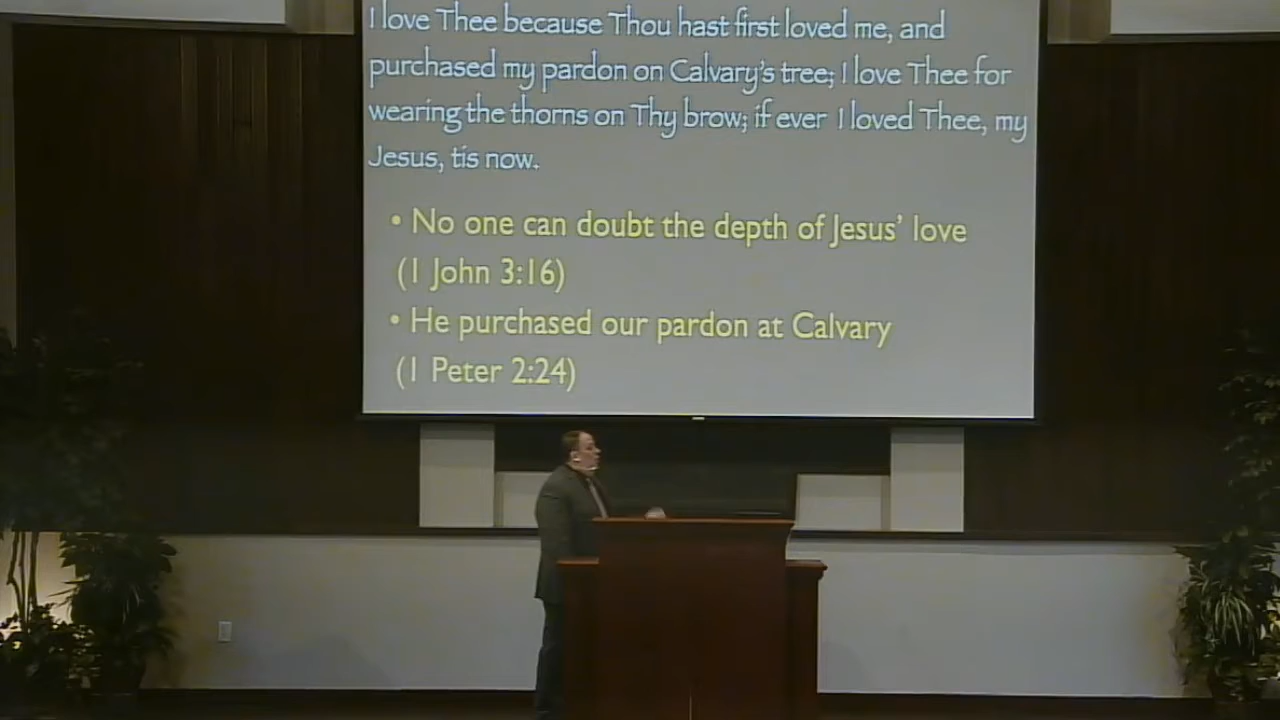 I love Thee because Thou hast first loved me, and
purchased my pardon on Calvary's tree; I love Thee for
wearing the thorns on Thy brow; if ever I loved Thee, my
Jesus, tis now.
• No one can doubt the depth of Jesus' love
(1 John 3:16)
• He purchased our pardon at Calvary
(1 Peter 2:24)